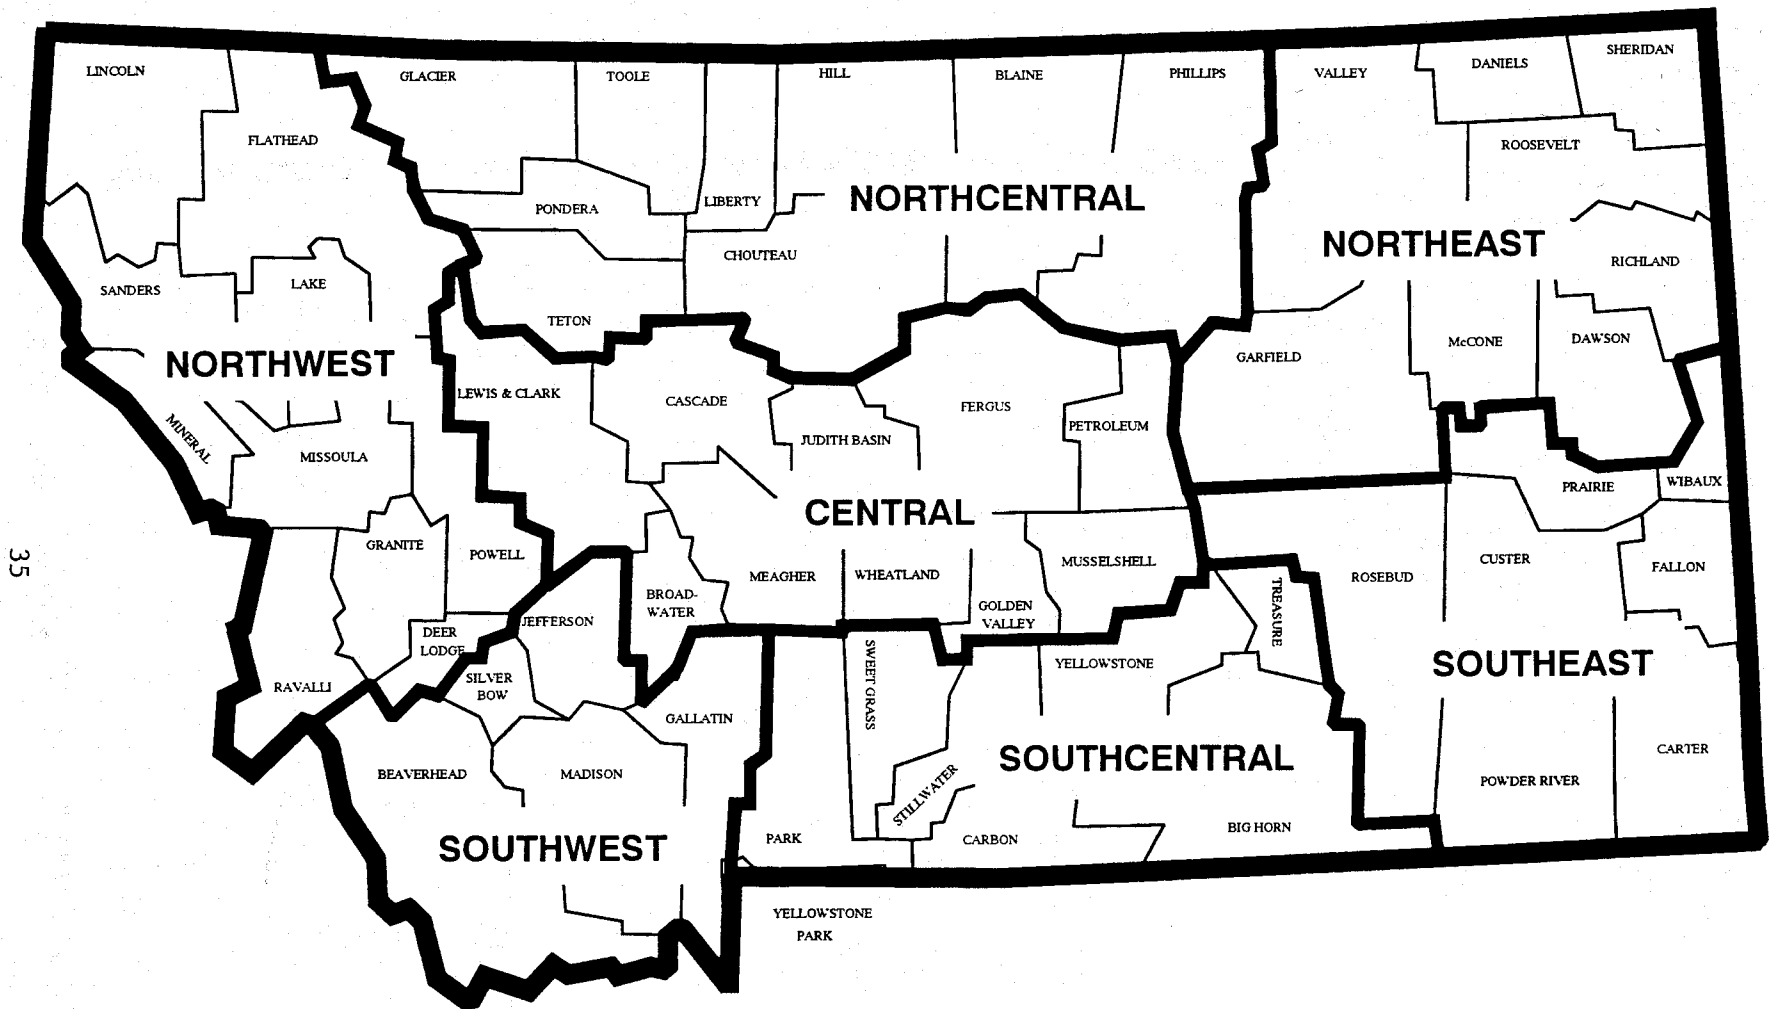 SHERIDAN
DANIELS
LINCOLN
GLACIER
TOOLE
HILL
BLAINE
PHILLIPS
VALLEY
FLATHEAD
ROOSEVELT
PONDERA
LIBERTY
NORTHCENTRAL
NORTHEAST
CHOUTEAU
RICHLAND
SANDERS
LAKE
TETON
McCONE
DAWSON
GARFIELD
NORTHWEST
LEWIS & CLARK
CASCADE
FERGUS
PETROLEUM
MINERAL
JUDITH BASIN
MISSOULA
WIBAUX
PRAIRIE
CENTRAL
GRANITE
POWELL
35
MUSSELSHELL
CUSTER
FALLON
ROSEBUD
MEAGHER
WHEATLAND
BROAD-
WATER
GOLDEN
VALLEY
TREASURE
JEFFERSON
DEER
LODGE
YELLOWSTONE
SOUTHEAST
SILVER
BOW
RAVALLI
SWEET GRASS
GALLATIN
SOUTHCENTRAL
CARTER
BEAVERHEAD
MADISON
POWDER RIVER
STILLWATER
BIG HORN
PARK
CARBON
SOUTHWEST
YELLOWSTONE
PARK